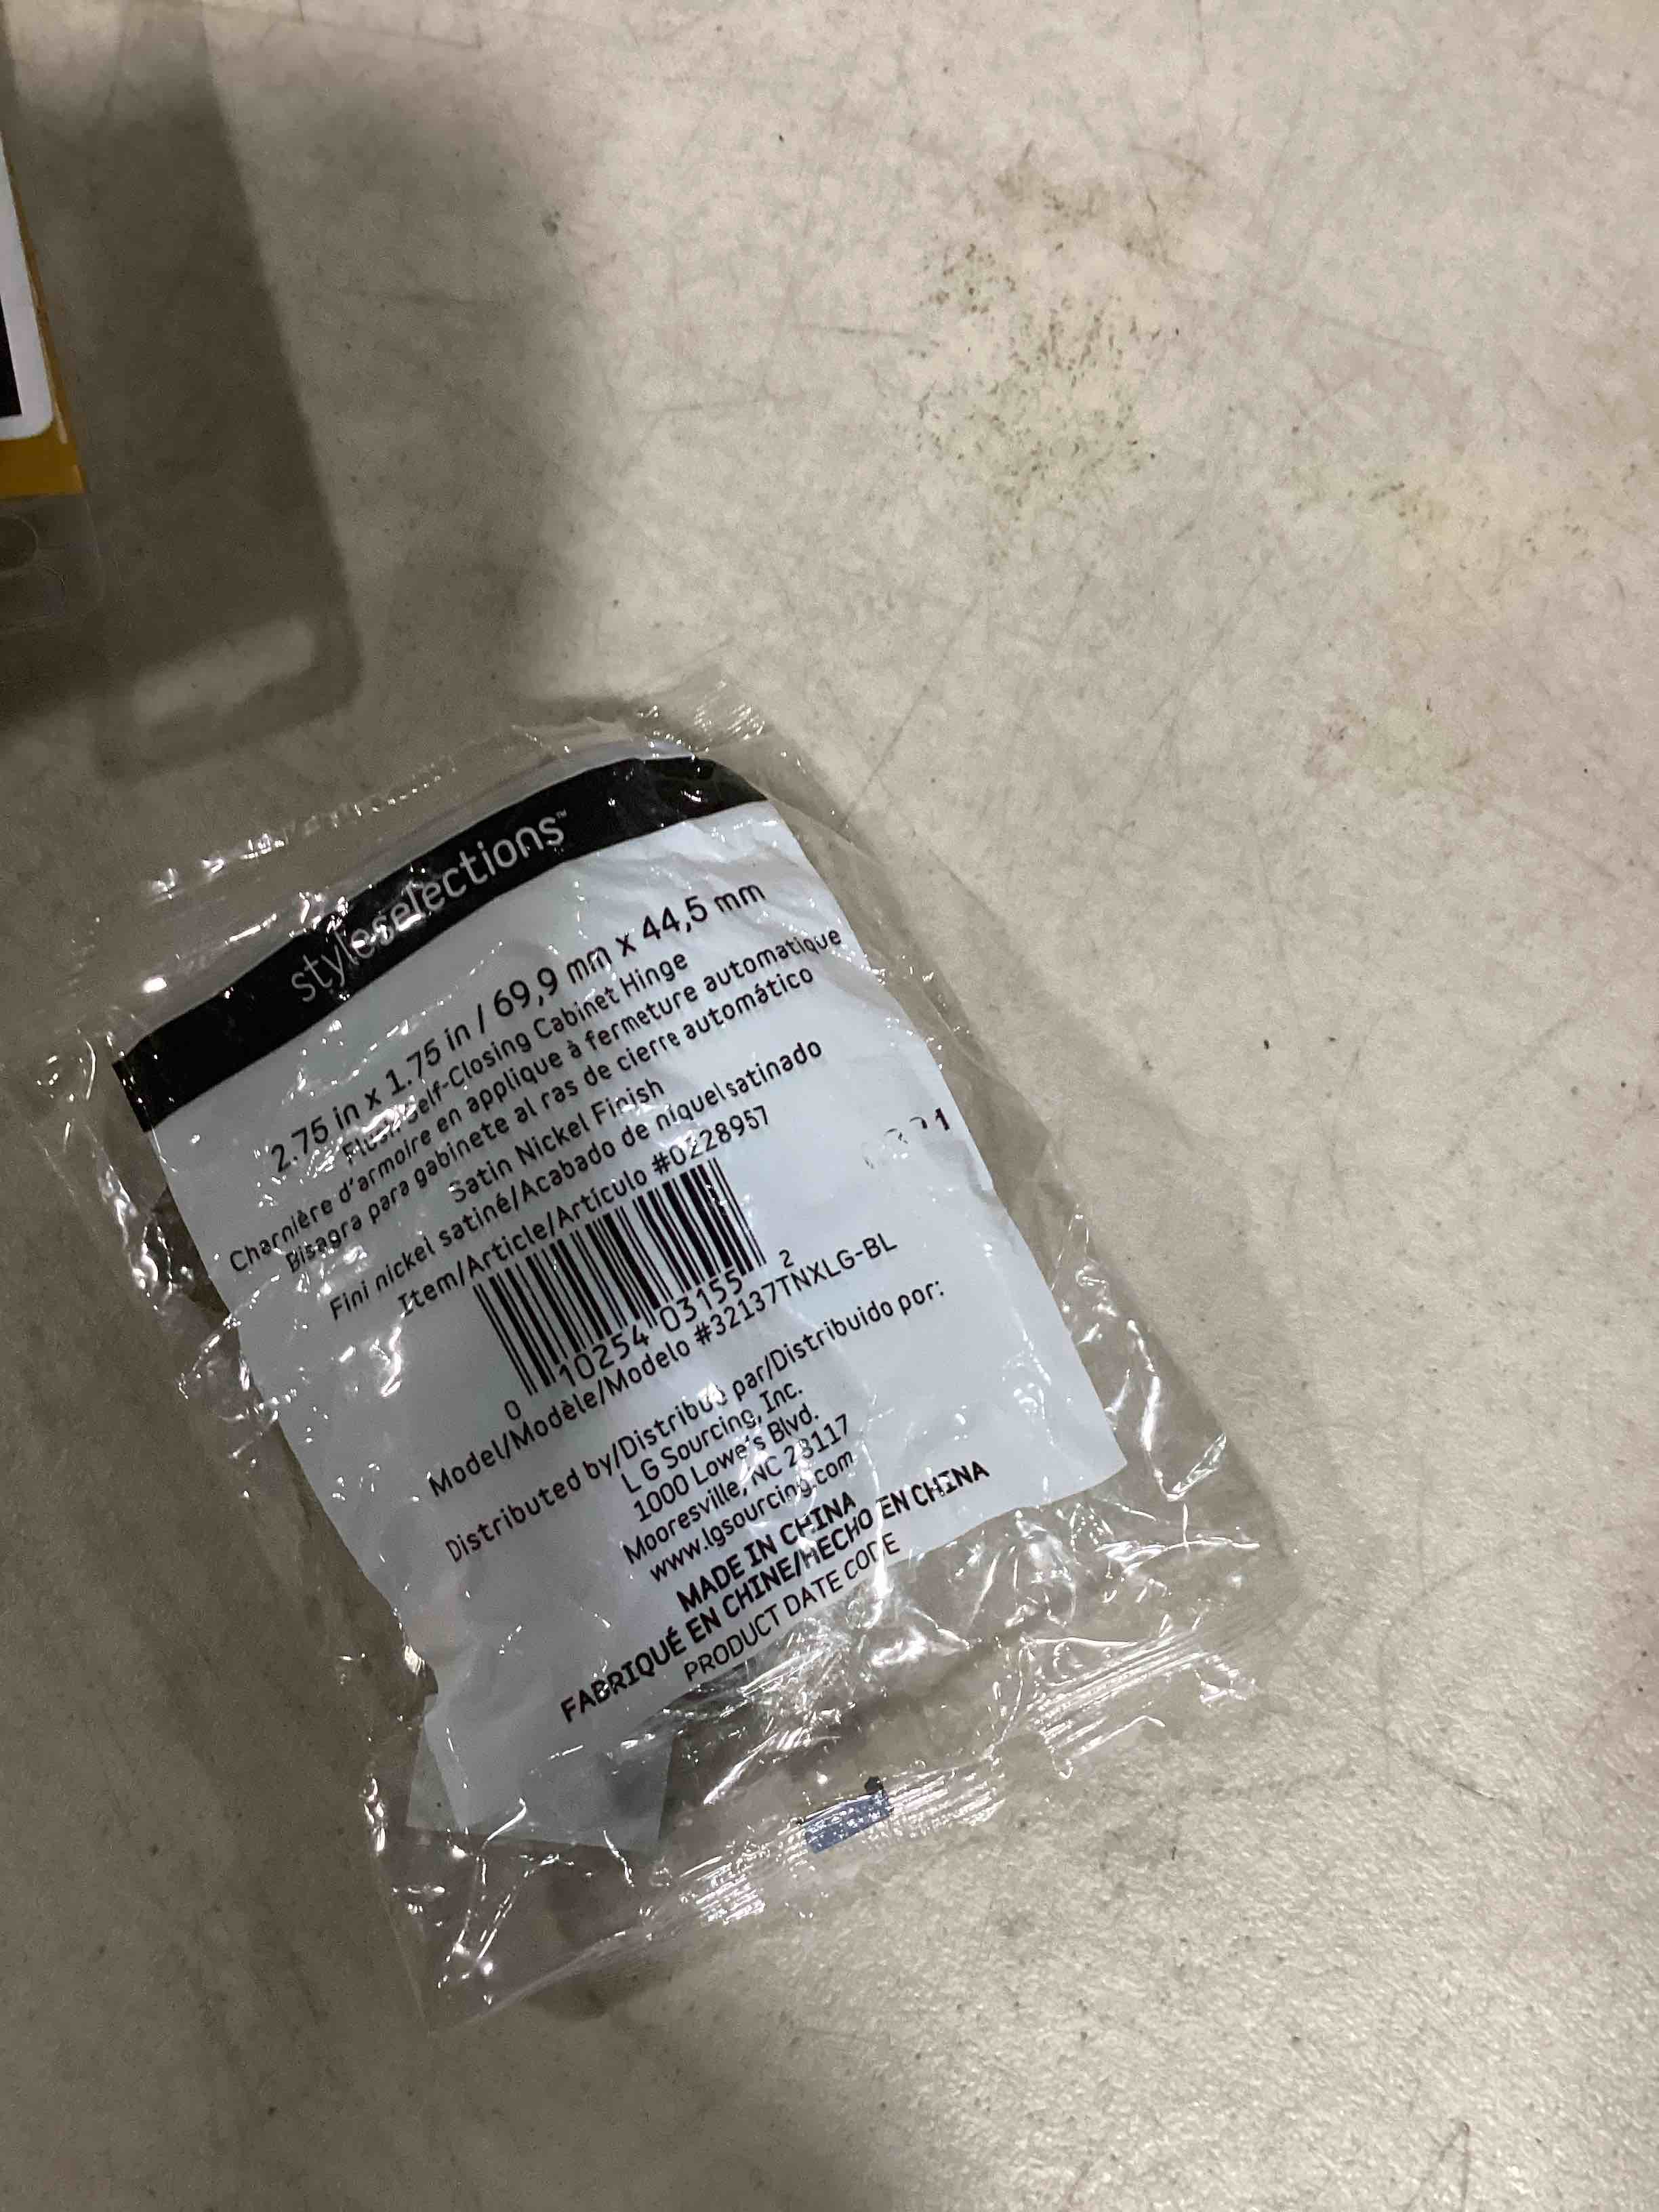 styleselections™
2.75 in x 1.75 in / 69,9 mm x 44,5 mm
Flush Self-Closing Cabinet Hinge
Charnière d'armoire en applique à fermeture automatique
Bisagra para gabinete al ras de cierre automático
Satin Nickel Finish
Fini nickel satiné/Acabado de níquel satinado
Item/Article/Artículo #0228957
0 10254 03155 2
Model/Modèle/Modelo #32137TNXLG-BL
Distributed by/Distribué par/Distribuido por:
L G Sourcing, Inc.
1000 Lowe's Blvd.
Mooresville, NC 28117
www.lgsourcing.com
MADE IN CHINA
FABRIQUÉ EN CHINE/HECHO EN CHINA
PRODUCT DATE CODE